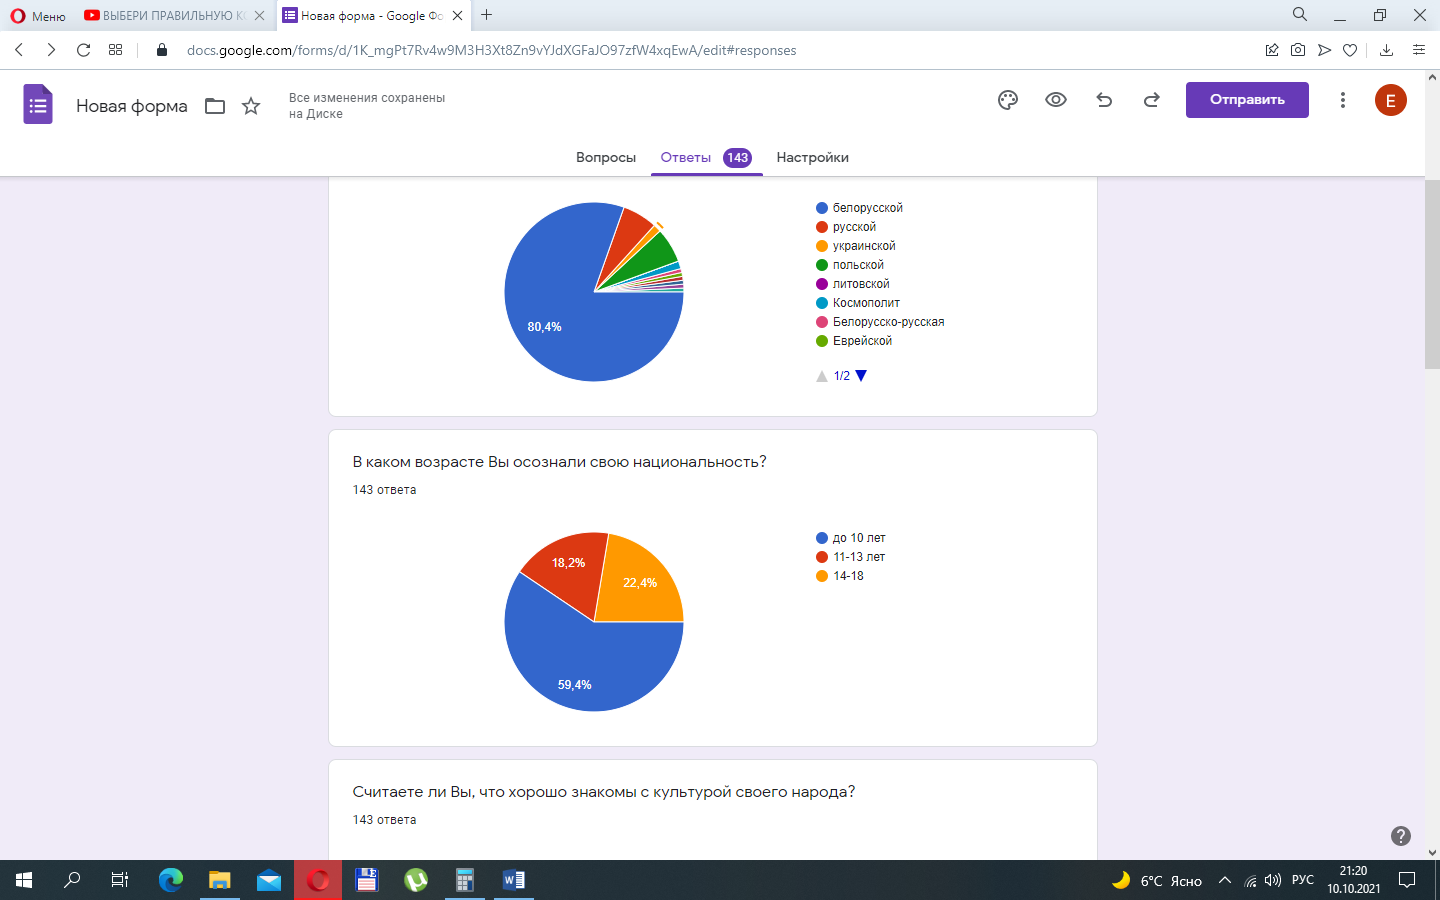 Меню
ВЫБЕРИ ПРАВИЛЬНУЮ КО
Новая форма - Google Фо
docs.google.com/forms/d/1K_mgPt7Rv4w9M3H3Xt8Zn9vYJdXGFaJO97zfW4xqEwA/edit#responses
Новая форма
Все изменения сохранены
на Диске
Отправить
E
Вопросы
Ответы 143
Настройки
80,4%
белорусской
русской
украинской
польской
литовской
Космополит
Белорусско-русская
Еврейской
1/2
В каком возрасте Вы осознали свою национальность?
143 ответа
18,2%
22,4%
59,4%
до 10 лет
11-13 лет
14-18
Считаете ли Вы, что хорошо знакомы с культурой своего народа?
143 ответа
6°C Ясно
РУС
21:20
10.10.2021